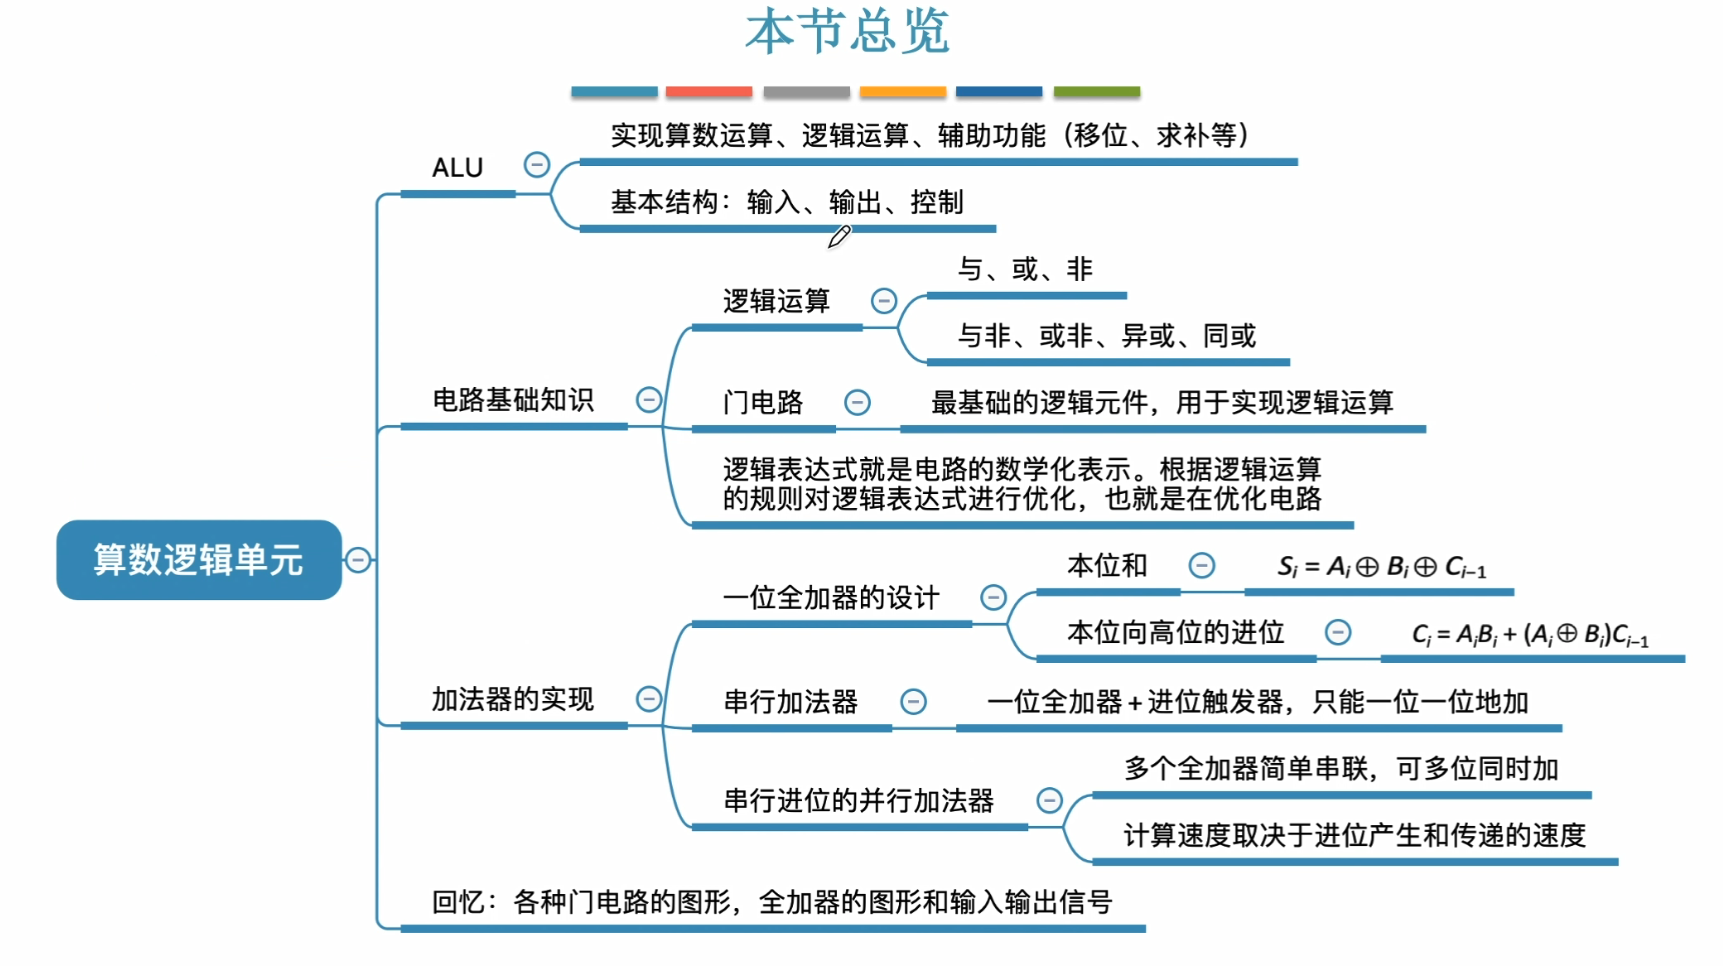 本节总览
ALU
实现算数运算、逻辑运算、辅助功能（移位、求补等）
基本结构：输入、输出、控制
电路基础知识
逻辑运算
与、或、非
与非、或非、异或、同或
门电路
最基础的逻辑元件，用于实现逻辑运算
逻辑表达式就是电路的数学化表示。根据逻辑运算
的规则对逻辑表达式进行优化，也就是在优化电路
算数逻辑单元
加法器的实现
一位全加器的设计
本位和
Sᵢ = Aᵢ⊕ Bᵢ⊕ Cᵢ₋₁
本位向高位的进位
Cᵢ = AᵢBᵢ + (Aᵢ⊕ Bᵢ)Cᵢ₋₁
串行加法器
一位全加器 + 进位触发器，只能一位一位地加
串行进位的并行加法器
多个全加器简单串联，可多位同时加
计算速度取决于进位产生和传递的速度
回忆：各种门电路的图形，全加器的图形和输入输出信号